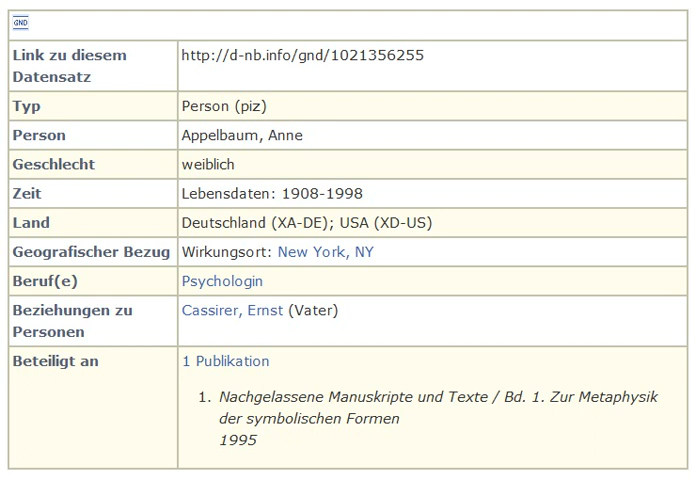 GND
Link zu diesem
Datensatz
http://d-nb.info/gnd/1021356255
Typ
Person (piz)
Person
Appelbaum, Anne
Geschlecht
weiblich
Zeit
Lebensdaten: 1908-1998
Land
Deutschland (XA-DE); USA (XD-US)
Geografischer Bezug
Wirkungsort: New York, NY
Beruf(e)
Psychologin
Beziehungen zu
Personen
Cassirer, Ernst (Vater)
Beteiligt an
1 Publikation
1. Nachgelassene Manuskripte und Texte / Bd. 1. Zur Metaphysik
der symbolischen Formen
1995